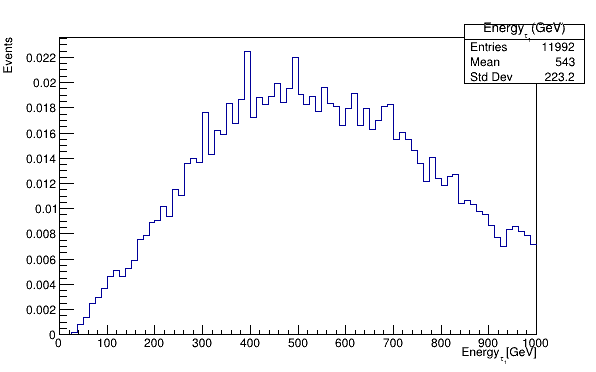 Energy_τ1 (GeV)
Entries 11992
Mean 543
Std Dev 223.2
Events
0.022
0.02
0.018
0.016
0.014
0.012
0.01
0.008
0.006
0.004
0.002
0
0 100 200 300 400 500 600 700 800 900 1000
Energy_τ1 [GeV]